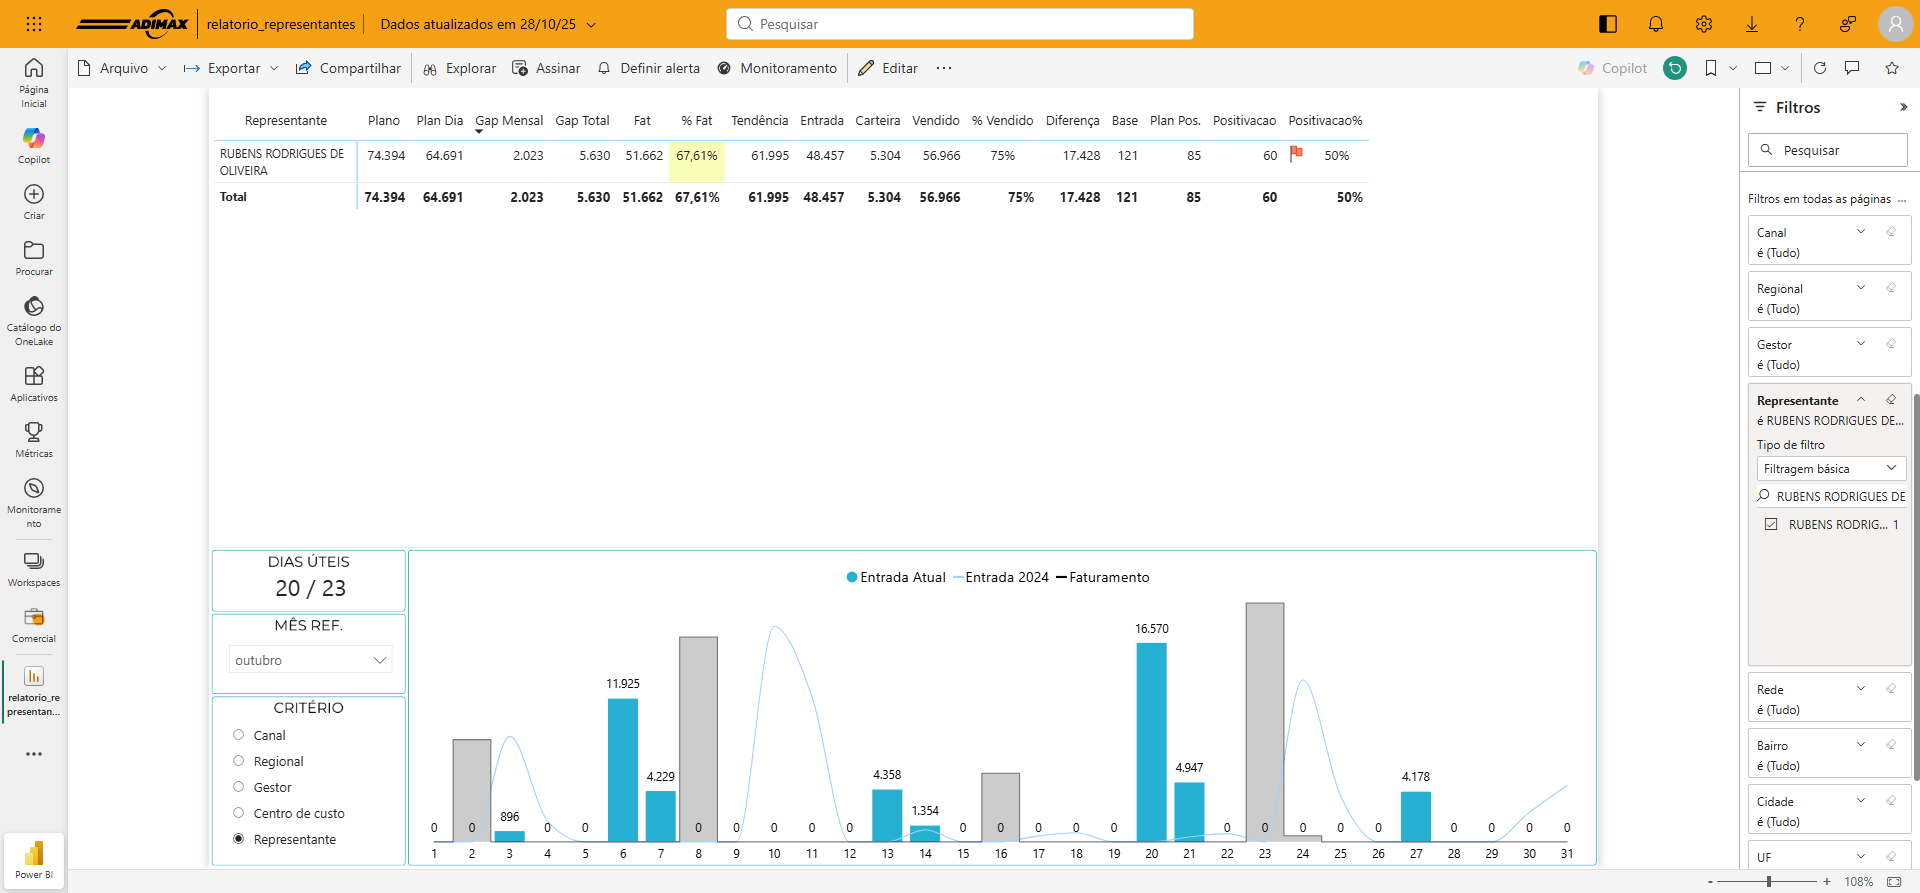 ADIMAX
relatorio_representantes
Dados atualizados em 28/10/25
Pesquisar
Arquivo
Exportar
Compartilhar
Explorar
Assinar
Definir alerta
Monitoramento
Editar
...
Copilot
Página
Inicial
Copilot
Criar
Procurar
Catálogo do
OneLake
Aplicativos
Métricas
Monitorame
nto
Workspaces
Comercial
relatorio_re
presentan...
Power BI
Representante Plano Plan Dia Gap Mensal Gap Total Fat % Fat Tendência Entrada Carteira Vendido % Vendido Diferença Base Plan Pos. Positivacao Positivacao%
RUBENS RODRIGUES DE
OLIVEIRA
74.394 64.691 2.023 5.630 51.662 67,61% 61.995 48.457 5.304 56.966 75% 17.428 121 85 60 50%
Total 74.394 64.691 2.023 5.630 51.662 67,61% 61.995 48.457 5.304 56.966 75% 17.428 121 85 60 50%
DIAS ÚTEIS
20 / 23
MÊS REF.
outubro
CRITÉRIO
Canal
Regional
Gestor
Centro de custo
Representante
Entrada Atual Entrada 2024 Faturamento
16.570
11.925
4.229
4.358
4.947
4.178
896
1.354
0 0 0 0 0 0 0 0 0 0 0 0 0 0 0 0 0 0 0 0 0 0 0
1 2 3 4 5 6 7 8 9 10 11 12 13 14 15 16 17 18 19 20 21 22 23 24 25 26 27 28 29 30 31
Filtros
Pesquisar
Filtros em todas as páginas ...
Canal
é (Tudo)
Regional
é (Tudo)
Gestor
é (Tudo)
Representante
é RUBENS RODRIGUES DE...
Tipo de filtro
Filtragem básica
RUBENS RODRIGUES DE
RUBENS RODRIG... 1
Rede
é (Tudo)
Bairro
é (Tudo)
Cidade
é (Tudo)
UF
- + 108%